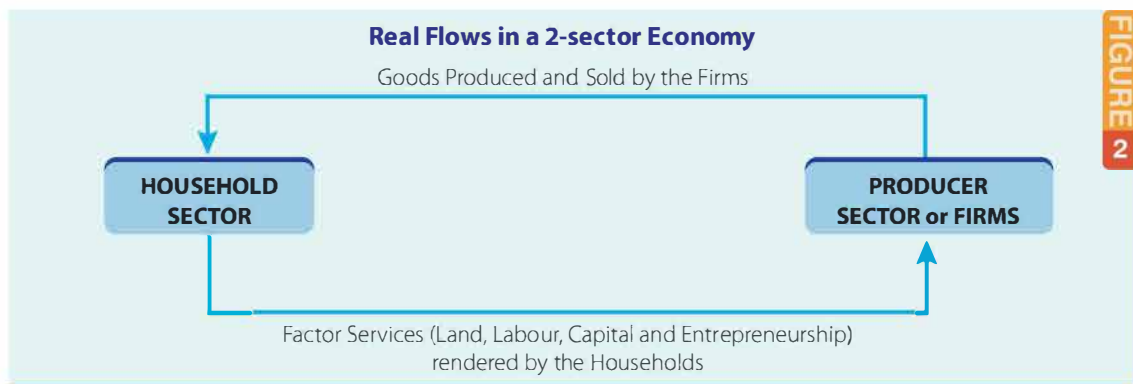 Real Flows in a 2-sector Economy
Goods Produced and Sold by the Firms
HOUSEHOLD
SECTOR
PRODUCER
SECTOR or FIRMS
Factor Services (Land, Labour, Capital and Entrepreneurship)
rendered by the Households
FIGURE
2